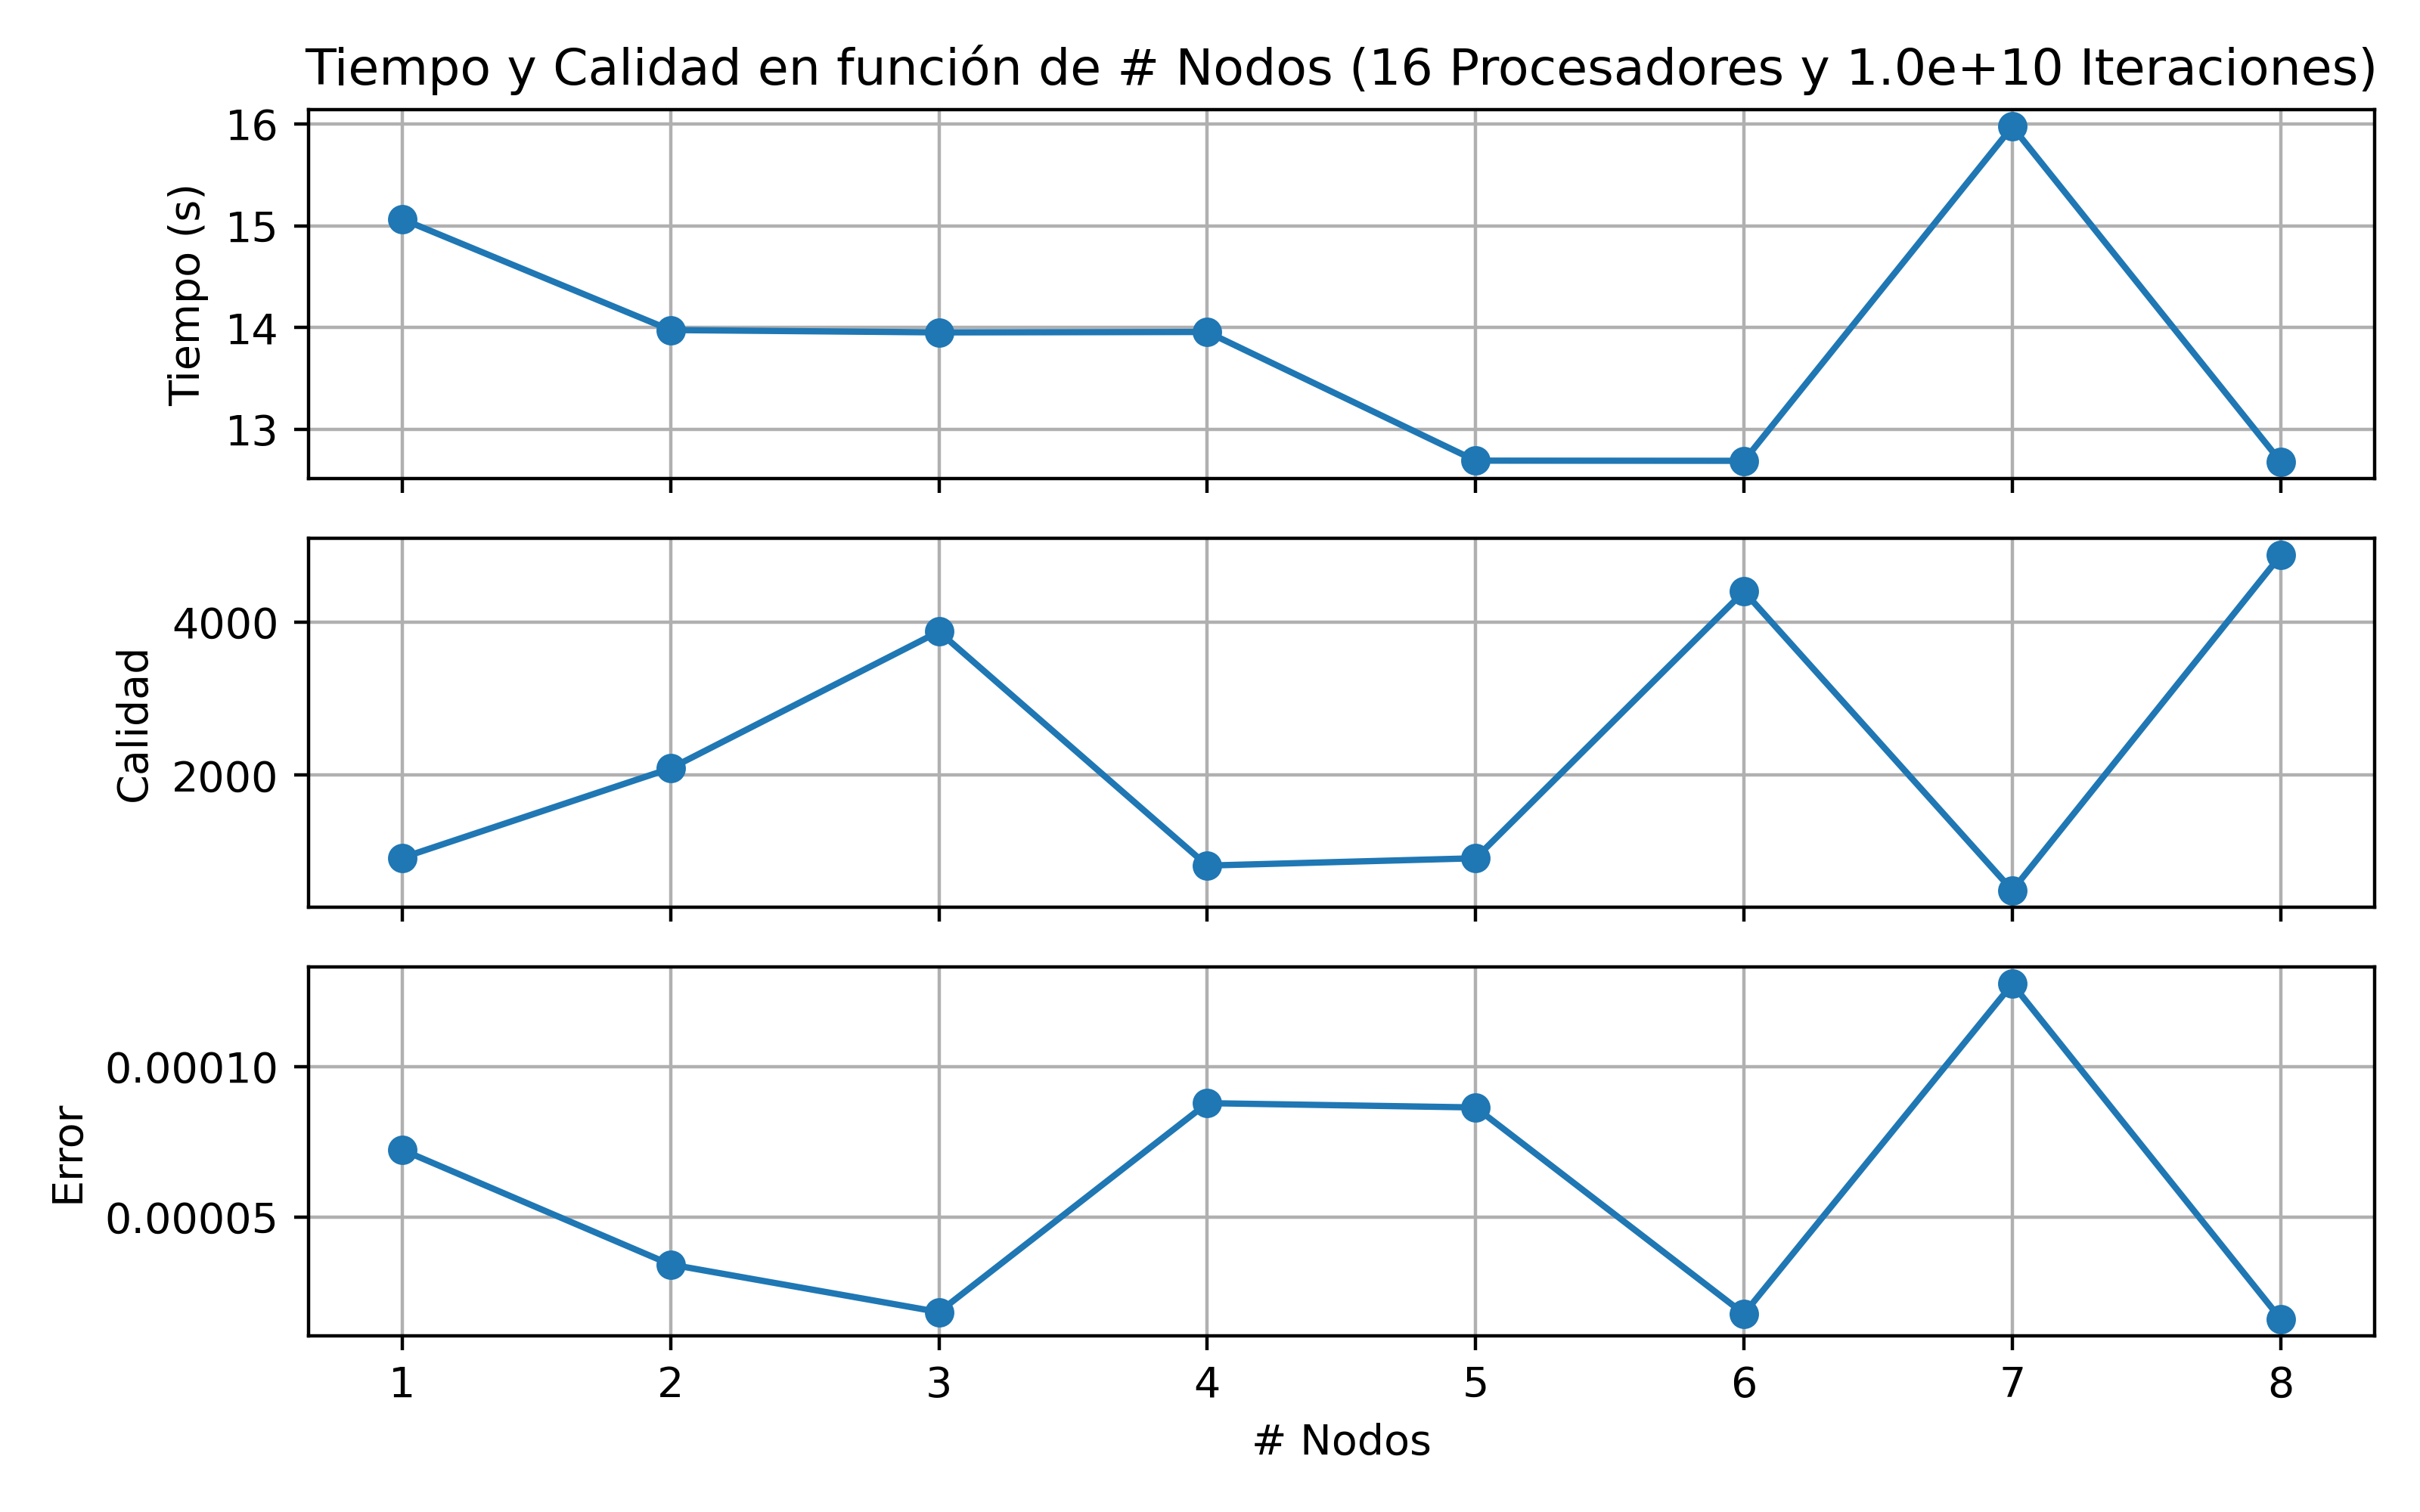 Tiempo y Calidad en función de # Nodos (16 Procesadores y 1.0e+10 Iteraciones)
16
15
14
13
Tiempo (s)
4000
2000
Calidad
0.00010
0.00005
Error
1 2 3 4 5 6 7 8
# Nodos